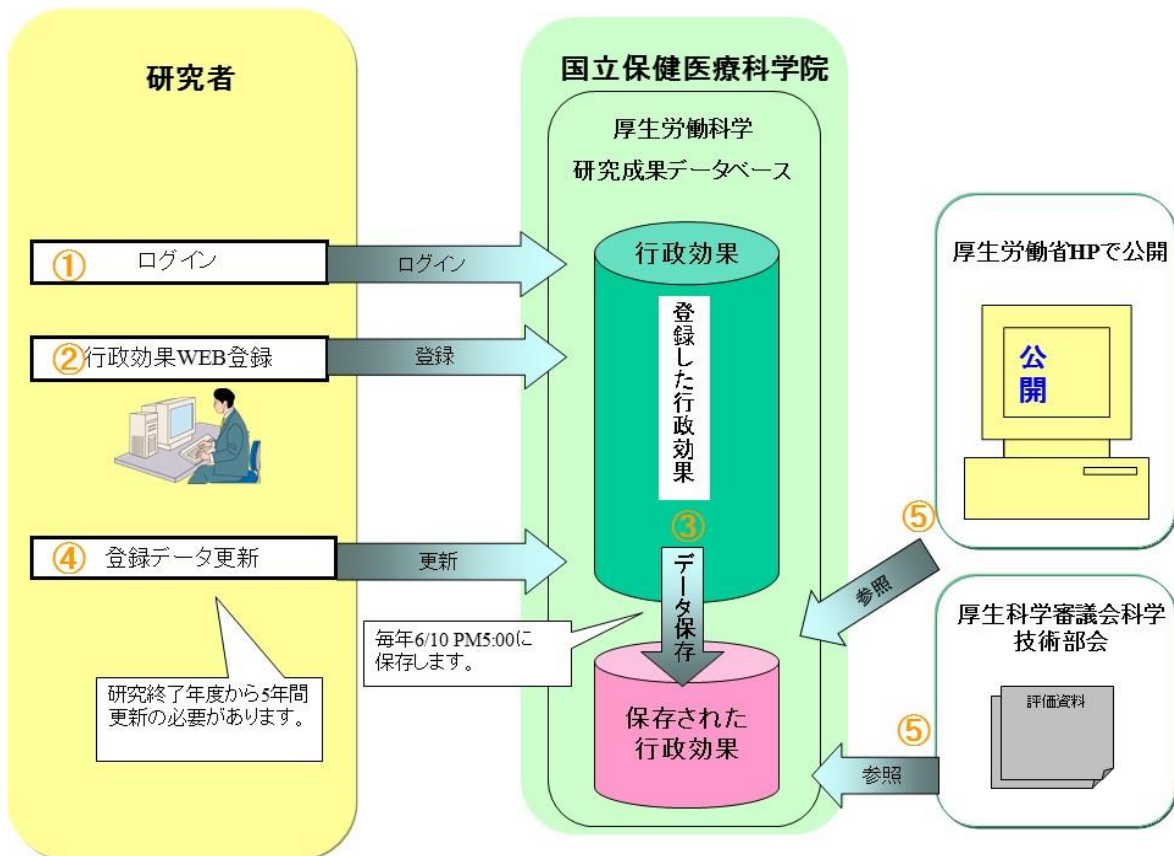 研究者
① ログイン
② 行政効果WEB登録
④ 登録データ更新
研究終了年度から5年間
更新の必要があります。
ログイン
登録
更新
毎年6/10 PM5:00に
保存します。
国立保健医療科学院
厚生労働科学
研究成果データベース
行政効果
登録した行政効果
③
データ保存
保存された
行政効果
厚生労働省HPで公開
公
開
⑤
参照
厚生科学審議会科学
技術部会
評価資料
⑤
参照